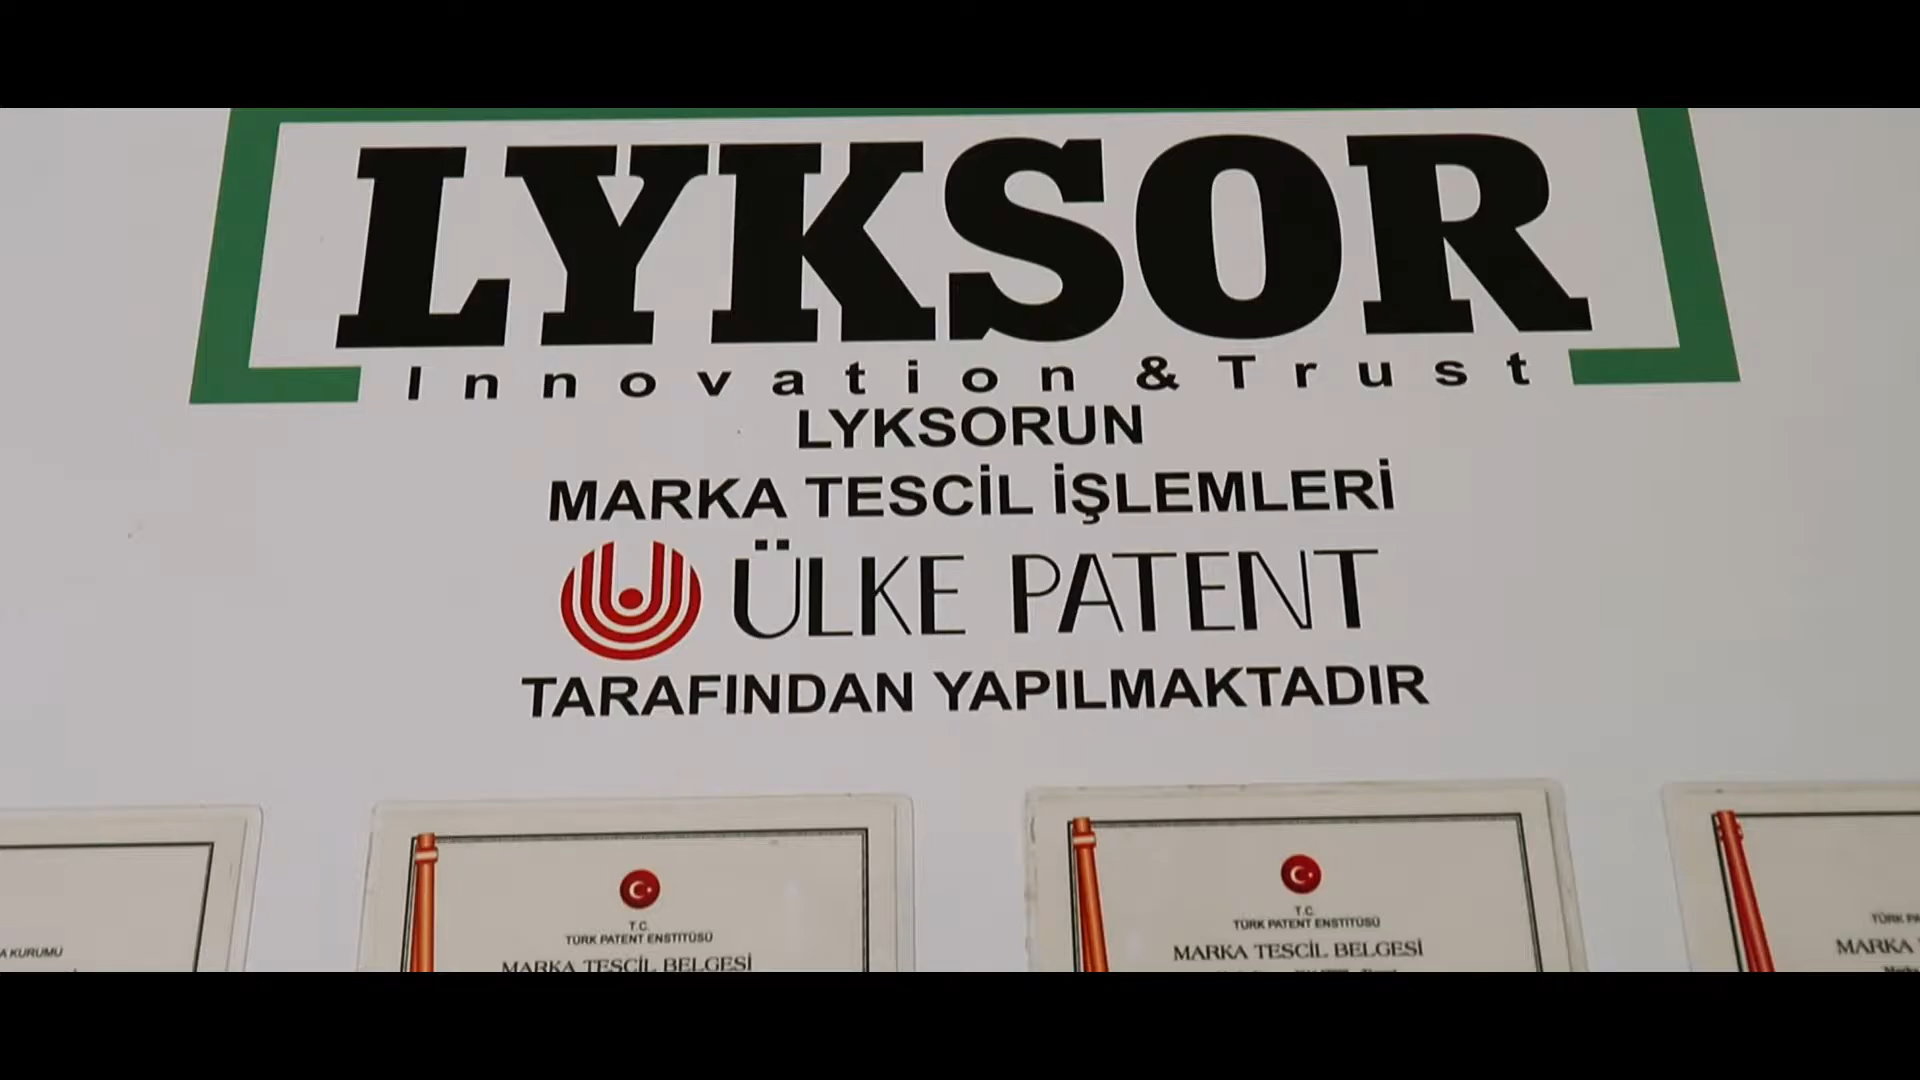 LYKSOR
Innovation & Trust
LYKSORUN
MARKA TESCİL İŞLEMLERİ
ÜLKE PATENT
TARAFINDAN YAPILMAKTADIR
A KURUMU
T.C.
TÜRK PATENT ENSTİTÜSÜ
MARKA TESCİL BELGESİ
T.C.
TÜRK PATENT ENSTİTÜSÜ
MARKA TESCİL BELGESİ
TÜRK PA
MARKA